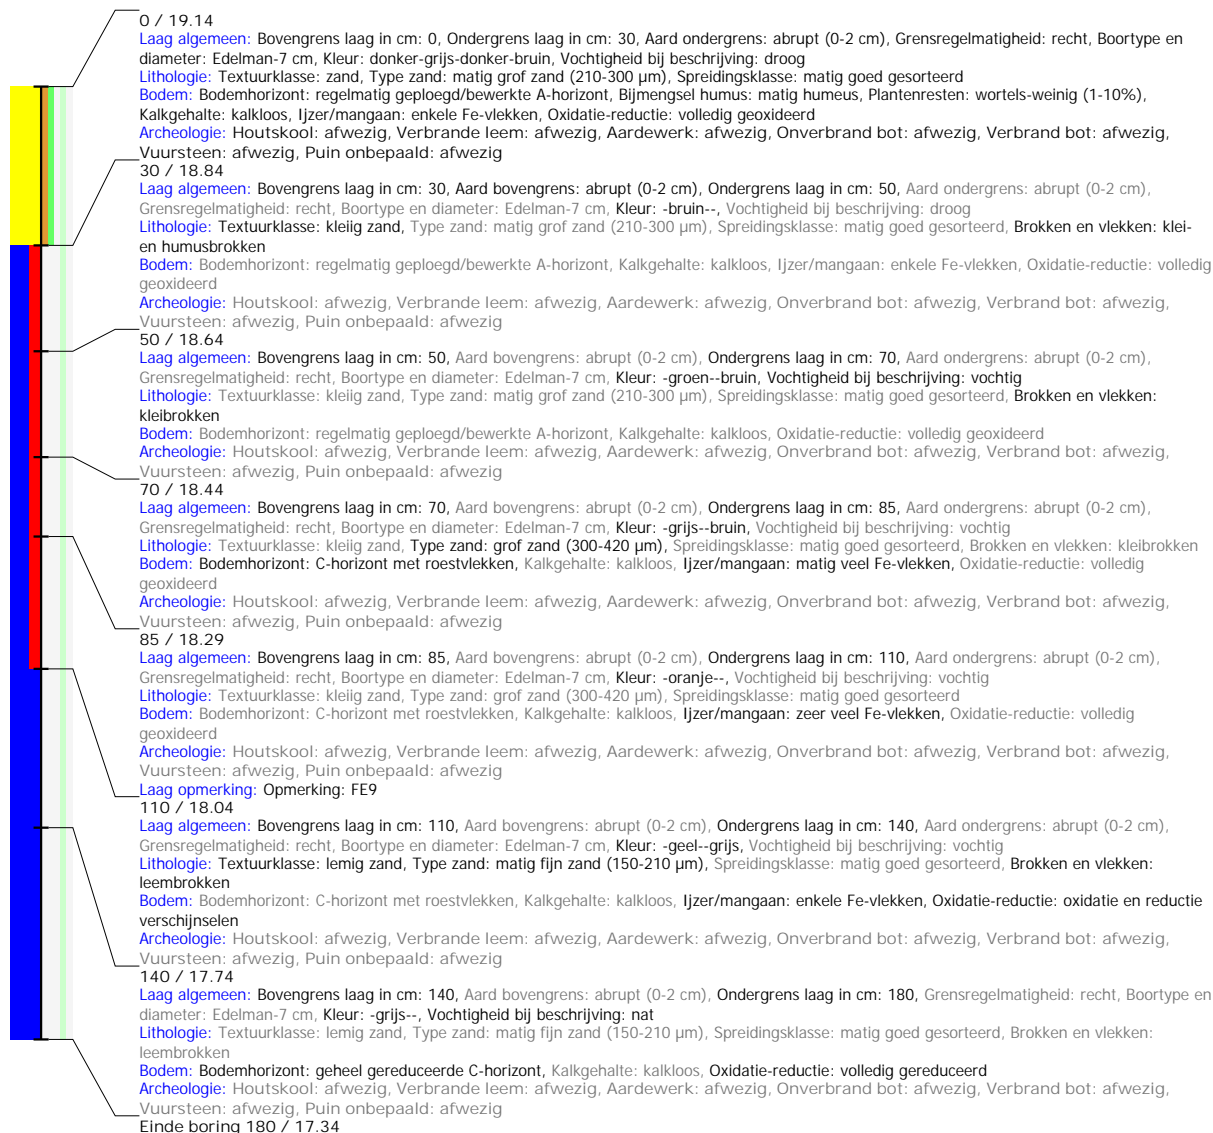 0 / 19.14
Laag algemeen: Bovengrens laag in cm: 0, Ondergrens laag in cm: 30, Aard ondergrens: abrupt (0-2 cm), Grensregelmatigheid: recht, Boortype en
diameter: Edelman-7 cm, Kleur: donker-grijs-donker-bruin, Vochtigheid bij beschrijving: droog
Lithologie: Textuurklasse: zand, Type zand: matig grof zand (210-300 µm), Spreidingsklasse: matig goed gesorteerd
Bodem: Bodemhorizont: regelmatig geploegd/bewerkte A-horizont, Bijmengsel humus: matig humeus, Plantenresten: wortels-weinig (1-10%),
Kalkgehalte: kalkloos, Ijzer/mangaan: enkele Fe-vlekken, Oxidatie-reductie: volledig geoxideerd
Archeologie: Houtskool: afwezig, Verbrande leem: afwezig, Aardewerk: afwezig, Onverbrand bot: afwezig, Verbrand bot: afwezig,
Vuursteen: afwezig, Puin onbepaald: afwezig
30 / 18.84
Laag algemeen: Bovengrens laag in cm: 30, Aard bovengrens: abrupt (0-2 cm), Ondergrens laag in cm: 50, Aard ondergrens: abrupt (0-2 cm),
Grensregelmatigheid: recht, Boortype en diameter: Edelman-7 cm, Kleur: -bruin--, Vochtigheid bij beschrijving: droog
Lithologie: Textuurklasse: kleiig zand, Type zand: matig grof zand (210-300 µm), Spreidingsklasse: matig goed gesorteerd, Brokken en vlekken: klei-
en humusbrokken
Bodem: Bodemhorizont: regelmatig geploegd/bewerkte A-horizont, Kalkgehalte: kalkloos, Ijzer/mangaan: enkele Fe-vlekken, Oxidatie-reductie: volledig
geoxideerd
Archeologie: Houtskool: afwezig, Verbrande leem: afwezig, Aardewerk: afwezig, Onverbrand bot: afwezig, Verbrand bot: afwezig,
Vuursteen: afwezig, Puin onbepaald: afwezig
50 / 18.64
Laag algemeen: Bovengrens laag in cm: 50, Aard bovengrens: abrupt (0-2 cm), Ondergrens laag in cm: 70, Aard ondergrens: abrupt (0-2 cm),
Grensregelmatigheid: recht, Boortype en diameter: Edelman-7 cm, Kleur: -groen--bruin, Vochtigheid bij beschrijving: vochtig
Lithologie: Textuurklasse: kleiig zand, Type zand: matig grof zand (210-300 µm), Spreidingsklasse: matig goed gesorteerd, Brokken en vlekken:
kleibrokken
Bodem: Bodemhorizont: regelmatig geploegd/bewerkte A-horizont, Kalkgehalte: kalkloos, Oxidatie-reductie: volledig geoxideerd
Archeologie: Houtskool: afwezig, Verbrande leem: afwezig, Aardewerk: afwezig, Onverbrand bot: afwezig, Verbrand bot: afwezig,
Vuursteen: afwezig, Puin onbepaald: afwezig
70 / 18.44
Laag algemeen: Bovengrens laag in cm: 70, Aard bovengrens: abrupt (0-2 cm), Ondergrens laag in cm: 85, Aard ondergrens: abrupt (0-2 cm),
Grensregelmatigheid: recht, Boortype en diameter: Edelman-7 cm, Kleur: -grijs--bruin, Vochtigheid bij beschrijving: vochtig
Lithologie: Textuurklasse: kleiig zand, Type zand: grof zand (300-420 µm), Spreidingsklasse: matig goed gesorteerd, Brokken en vlekken: kleibrokken
Bodem: Bodemhorizont: C-horizont met roestvlekken, Kalkgehalte: kalkloos, Ijzer/mangaan: matig veel Fe-vlekken, Oxidatie-reductie: volledig
geoxideerd
Archeologie: Houtskool: afwezig, Verbrande leem: afwezig, Aardewerk: afwezig, Onverbrand bot: afwezig, Verbrand bot: afwezig,
Vuursteen: afwezig, Puin onbepaald: afwezig
85 / 18.29
Laag algemeen: Bovengrens laag in cm: 85, Aard bovengrens: abrupt (0-2 cm), Ondergrens laag in cm: 110, Aard ondergrens: abrupt (0-2 cm),
Grensregelmatigheid: recht, Boortype en diameter: Edelman-7 cm, Kleur: -oranje--, Vochtigheid bij beschrijving: vochtig
Lithologie: Textuurklasse: kleiig zand, Type zand: grof zand (300-420 µm), Spreidingsklasse: matig goed gesorteerd
Bodem: Bodemhorizont: C-horizont met roestvlekken, Kalkgehalte: kalkloos, Ijzer/mangaan: zeer veel Fe-vlekken, Oxidatie-reductie: volledig
geoxideerd
Archeologie: Houtskool: afwezig, Verbrande leem: afwezig, Aardewerk: afwezig, Onverbrand bot: afwezig, Verbrand bot: afwezig,
Vuursteen: afwezig, Puin onbepaald: afwezig
Laag opmerking: Opmerking: FE9
110 / 18.04
Laag algemeen: Bovengrens laag in cm: 110, Aard bovengrens: abrupt (0-2 cm), Ondergrens laag in cm: 140, Aard ondergrens: abrupt (0-2 cm),
Grensregelmatigheid: recht, Boortype en diameter: Edelman-7 cm, Kleur: -geel--grijs, Vochtigheid bij beschrijving: vochtig
Lithologie: Textuurklasse: lemig zand, Type zand: matig fijn zand (150-210 µm), Spreidingsklasse: matig goed gesorteerd, Brokken en vlekken:
leembrokken
Bodem: Bodemhorizont: C-horizont met roestvlekken, Kalkgehalte: kalkloos, Ijzer/mangaan: enkele Fe-vlekken, Oxidatie-reductie: oxidatie en reductie
verschijnselen
Archeologie: Houtskool: afwezig, Verbrande leem: afwezig, Aardewerk: afwezig, Onverbrand bot: afwezig, Verbrand bot: afwezig,
Vuursteen: afwezig, Puin onbepaald: afwezig
140 / 17.74
Laag algemeen: Bovengrens laag in cm: 140, Aard bovengrens: abrupt (0-2 cm), Ondergrens laag in cm: 180, Grensregelmatigheid: recht, Boortype en
diameter: Edelman-7 cm, Kleur: -grijs--, Vochtigheid bij beschrijving: nat
Lithologie: Textuurklasse: lemig zand, Type zand: matig fijn zand (150-210 µm), Spreidingsklasse: matig goed gesorteerd, Brokken en vlekken:
leembrokken
Bodem: Bodemhorizont: geheel gereduceerde C-horizont, Kalkgehalte: kalkloos, Oxidatie-reductie: volledig gereduceerd
Archeologie: Houtskool: afwezig, Verbrande leem: afwezig, Aardewerk: afwezig, Onverbrand bot: afwezig, Verbrand bot: afwezig,
Vuursteen: afwezig, Puin onbepaald: afwezig
Einde boring 180 / 17.34